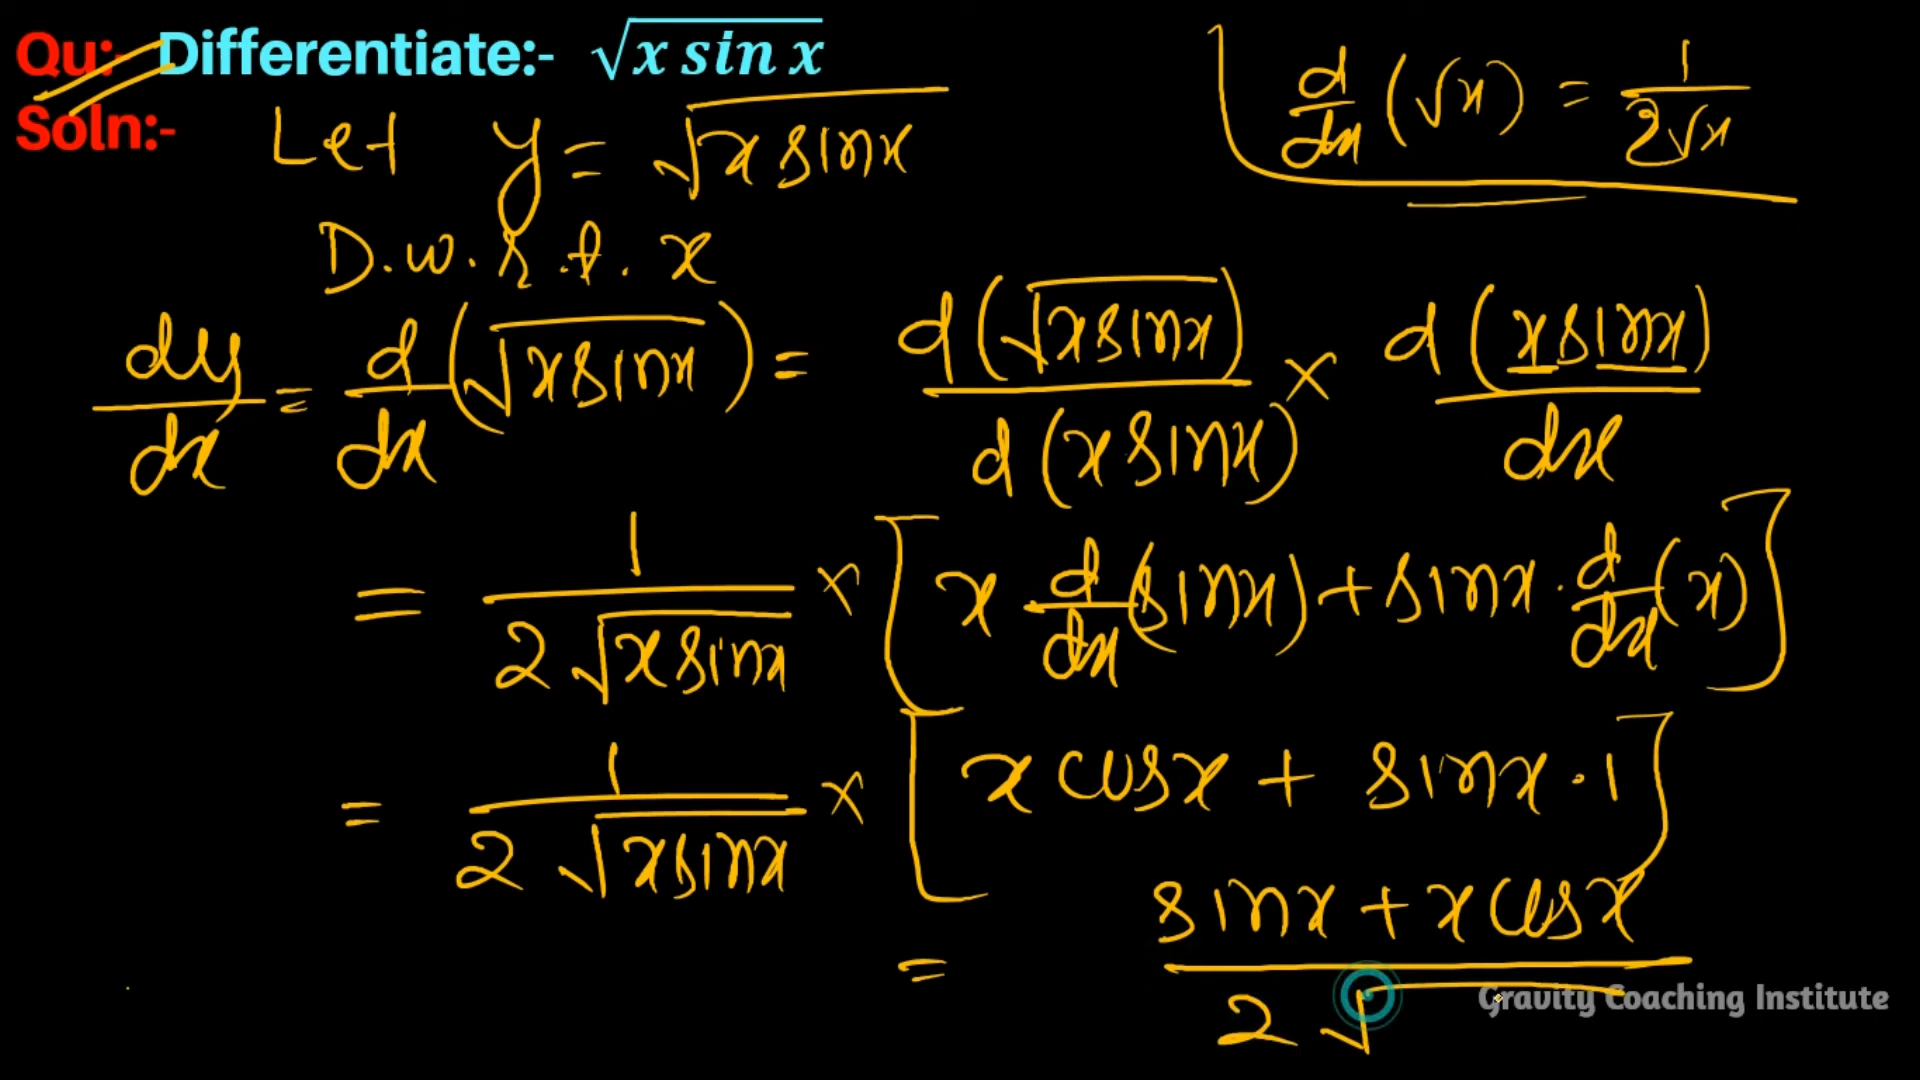 Qu:- Differentiate:- √(x sin x)
d/dx (√x) = 1/(2√x)
Soln:- Let y = √(x sinx)
D.w.r.t. x
dy/dx = d/dx (√(x sinx)) = d(√(x sinx))/d(x sinx) × d(x sinx)/dx
= 1/(2√(x sinx)) × [x d/dx (sinx) + sinx · d/dx (x)]
= 1/(2√(x sinx)) × [x cosx + sinx · 1]
= (sinx + x cosx)/(2√
Gravity Coaching Institute